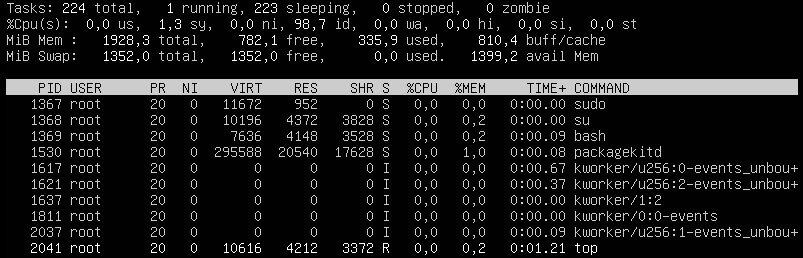 Tasks: 224 total,   1 running, 223 sleeping,   0 stopped,   0 zombie
%Cpu(s):  0,0 us,  1,3 sy,  0,0 ni, 98,7 id,  0,0 wa,  0,0 hi,  0,0 si,  0,0 st
MiB Mem :   1928,3 total,    782,1 free,    335,9 used,    810,4 buff/cache
MiB Swap:   1352,0 total,   1352,0 free,      0,0 used.   1399,2 avail Mem
PID USER      PR  NI    VIRT    RES    SHR S  %CPU  %MEM     TIME+ COMMAND
1367 root      20   0   11672    952      0 S   0,0   0,0   0:00.00 sudo
1368 root      20   0   10196   4372   3828 S   0,0   0,2   0:00.00 su
1369 root      20   0    7636   4148   3528 S   0,0   0,2   0:00.09 bash
1530 root      20   0  295588  20540  17628 S   0,0   1,0   0:00.08 packagekitd
1617 root      20   0       0      0      0 I   0,0   0,0   0:00.67 kworker/u256:0-events_unbou+
1621 root      20   0       0      0      0 I   0,0   0,0   0:00.37 kworker/u256:2-events_unbou+
1637 root      20   0       0      0      0 I   0,0   0,0   0:00.00 kworker/1:2
1811 root      20   0       0      0      0 I   0,0   0,0   0:00.00 kworker/0:0-events
2037 root      20   0       0      0      0 I   0,0   0,0   0:00.09 kworker/u256:1-events_unbou+
2041 root      20   0   10616   4212   3372 R   0,0   0,2   0:01.21 top